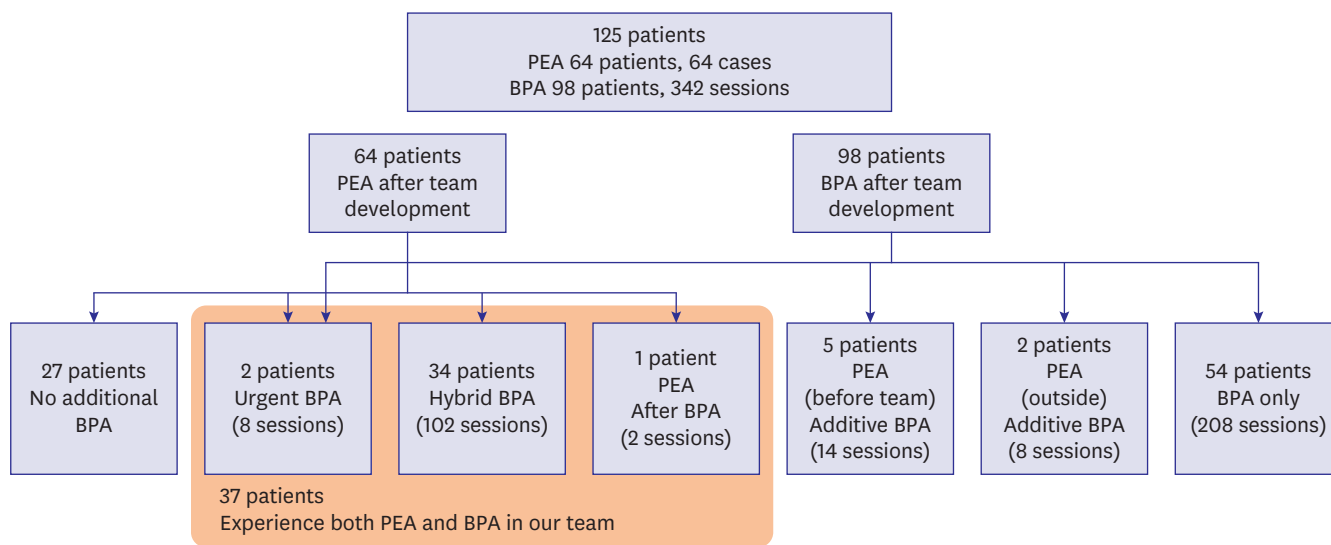 125 patients
PEA 64 patients, 64 cases
BPA 98 patients, 342 sessions
64 patients
PEA after team
development
98 patients
BPA after team
development
27 patients
No additional
BPA
2 patients
Urgent BPA
(8 sessions)
34 patients
Hybrid BPA
(102 sessions)
1 patient
PEA
After BPA
(2 sessions)
5 patients
PEA
(before team)
Additive BPA
(14 sessions)
2 patients
PEA
(outside)
Additive BPA
(8 sessions)
54 patients
BPA only
(208 sessions)
37 patients
Experience both PEA and BPA in our team